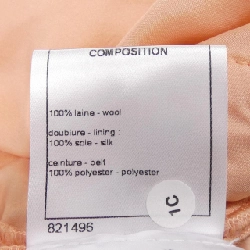 COMPOSITION
100% laine - wool
doublure - lining :
100% soie - silk
ceinture - belt
100% polyester - polyester
1C
821496